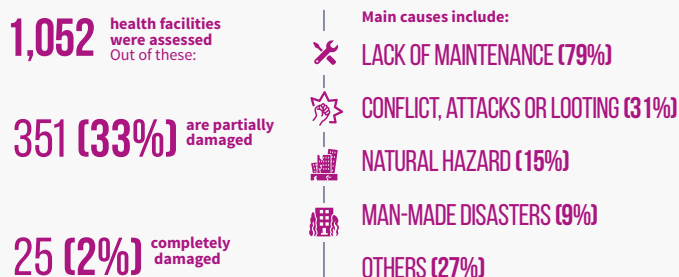 1,052 health facilities
were assessed
Out of these:
351 (33%) are partially
damaged
25 (2%) completely
damaged
Main causes include:
LACK OF MAINTENANCE (79%)
CONFLICT, ATTACKS OR LOOTING (31%)
NATURAL HAZARD (15%)
MAN-MADE DISASTERS (9%)
OTHERS (27%)